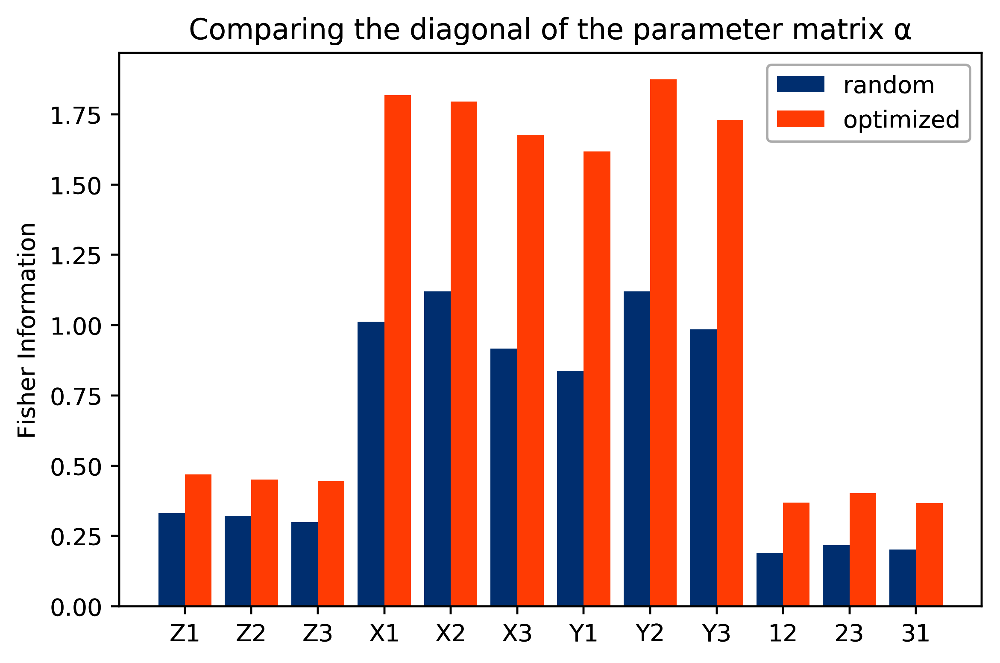 Comparing the diagonal of the parameter matrix α
random
optimized
Fisher Information
1.75
1.50
1.25
1.00
0.75
0.50
0.25
0.00
Z1 Z2 Z3 X1 X2 X3 Y1 Y2 Y3 12 23 31